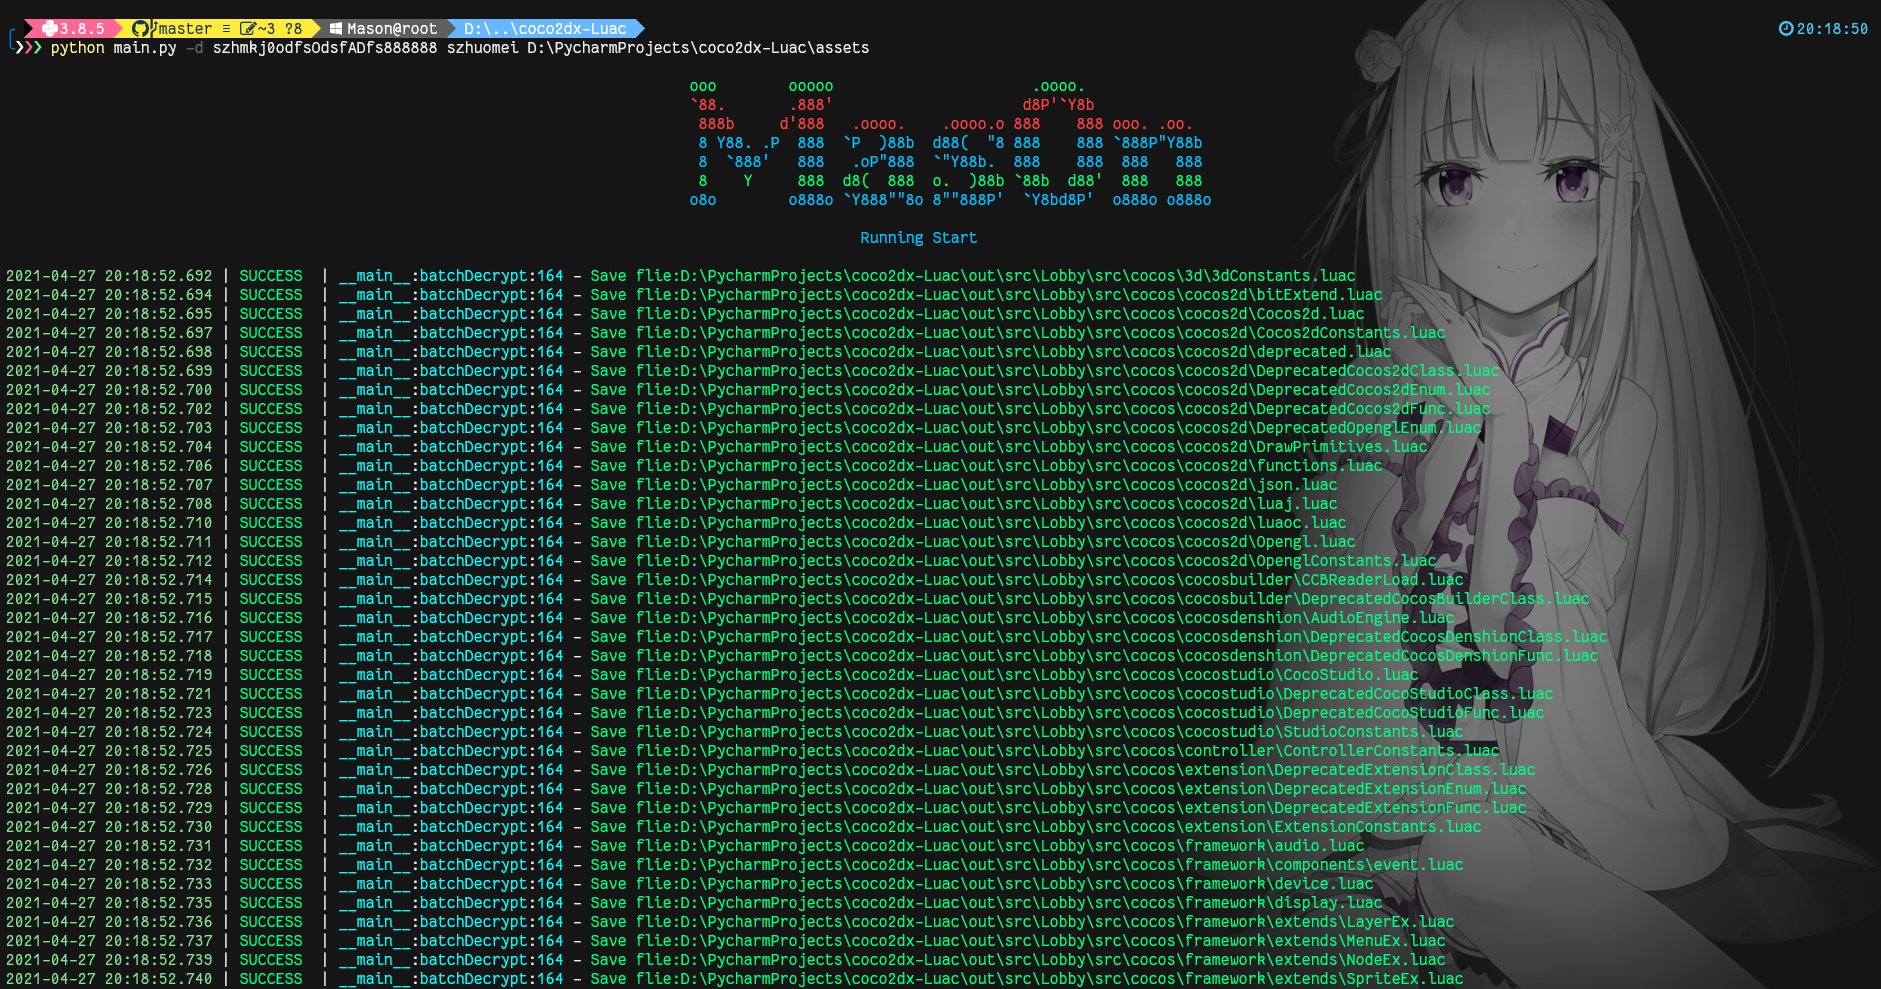 3.8.5 master ≡ ~3 ?8 Mason@root D:\..\coco2dx-Luac 20:18:50
❯❯❯ python main.py -d szhmkj0odfsOdsfADfs888888 szhuomei D:\PycharmProjects\coco2dx-Luac\assets
ooo        ooooo                      .oooo.
`88.       .888'                     d8P'`Y8b
 888b     d'888   .oooo.    .oooo.o 888    888 ooo. .oo.
 8 Y88. .P  888  `P  )88b  d88(  "8 888    888 `888P"Y88b
 8  `888'   888   .oP"888  `"Y88b.  888    888  888   888
 8    Y     888  d8(  888  o.  )88b `88b  d88'  888   888
o8o        o888o `Y888""8o 8""888P'  `Y8bd8P'  o888o o888o
Running Start
2021-04-27 20:18:52.692 | SUCCESS  | __main__:batchDecrypt:164 - Save flie:D:\PycharmProjects\coco2dx-Luac\out\src\Lobby\src\cocos\3d\3dConstants.luac
2021-04-27 20:18:52.694 | SUCCESS  | __main__:batchDecrypt:164 - Save flie:D:\PycharmProjects\coco2dx-Luac\out\src\Lobby\src\cocos\cocos2d\bitExtend.luac
2021-04-27 20:18:52.695 | SUCCESS  | __main__:batchDecrypt:164 - Save flie:D:\PycharmProjects\coco2dx-Luac\out\src\Lobby\src\cocos\cocos2d\Cocos2d.luac
2021-04-27 20:18:52.697 | SUCCESS  | __main__:batchDecrypt:164 - Save flie:D:\PycharmProjects\coco2dx-Luac\out\src\Lobby\src\cocos\cocos2d\Cocos2dConstants.luac
2021-04-27 20:18:52.698 | SUCCESS  | __main__:batchDecrypt:164 - Save flie:D:\PycharmProjects\coco2dx-Luac\out\src\Lobby\src\cocos\cocos2d\deprecated.luac
2021-04-27 20:18:52.699 | SUCCESS  | __main__:batchDecrypt:164 - Save flie:D:\PycharmProjects\coco2dx-Luac\out\src\Lobby\src\cocos\cocos2d\DeprecatedCocos2dClass.luac
2021-04-27 20:18:52.700 | SUCCESS  | __main__:batchDecrypt:164 - Save flie:D:\PycharmProjects\coco2dx-Luac\out\src\Lobby\src\cocos\cocos2d\DeprecatedCocos2dEnum.luac
2021-04-27 20:18:52.702 | SUCCESS  | __main__:batchDecrypt:164 - Save flie:D:\PycharmProjects\coco2dx-Luac\out\src\Lobby\src\cocos\cocos2d\DeprecatedCocos2dFunc.luac
2021-04-27 20:18:52.703 | SUCCESS  | __main__:batchDecrypt:164 - Save flie:D:\PycharmProjects\coco2dx-Luac\out\src\Lobby\src\cocos\cocos2d\DeprecatedOpenglEnum.luac
2021-04-27 20:18:52.704 | SUCCESS  | __main__:batchDecrypt:164 - Save flie:D:\PycharmProjects\coco2dx-Luac\out\src\Lobby\src\cocos\cocos2d\DrawPrimitives.luac
2021-04-27 20:18:52.706 | SUCCESS  | __main__:batchDecrypt:164 - Save flie:D:\PycharmProjects\coco2dx-Luac\out\src\Lobby\src\cocos\cocos2d\functions.luac
2021-04-27 20:18:52.707 | SUCCESS  | __main__:batchDecrypt:164 - Save flie:D:\PycharmProjects\coco2dx-Luac\out\src\Lobby\src\cocos\cocos2d\json.luac
2021-04-27 20:18:52.708 | SUCCESS  | __main__:batchDecrypt:164 - Save flie:D:\PycharmProjects\coco2dx-Luac\out\src\Lobby\src\cocos\cocos2d\luaj.luac
2021-04-27 20:18:52.710 | SUCCESS  | __main__:batchDecrypt:164 - Save flie:D:\PycharmProjects\coco2dx-Luac\out\src\Lobby\src\cocos\cocos2d\luaoc.luac
2021-04-27 20:18:52.711 | SUCCESS  | __main__:batchDecrypt:164 - Save flie:D:\PycharmProjects\coco2dx-Luac\out\src\Lobby\src\cocos\cocos2d\Opengl.luac
2021-04-27 20:18:52.712 | SUCCESS  | __main__:batchDecrypt:164 - Save flie:D:\PycharmProjects\coco2dx-Luac\out\src\Lobby\src\cocos\cocos2d\OpenglConstants.luac
2021-04-27 20:18:52.714 | SUCCESS  | __main__:batchDecrypt:164 - Save flie:D:\PycharmProjects\coco2dx-Luac\out\src\Lobby\src\cocos\cocosbuilder\CCBReaderLoad.luac
2021-04-27 20:18:52.715 | SUCCESS  | __main__:batchDecrypt:164 - Save flie:D:\PycharmProjects\coco2dx-Luac\out\src\Lobby\src\cocos\cocosbuilder\DeprecatedCocosBuilderClass.luac
2021-04-27 20:18:52.716 | SUCCESS  | __main__:batchDecrypt:164 - Save flie:D:\PycharmProjects\coco2dx-Luac\out\src\Lobby\src\cocos\cocosdenshion\AudioEngine.luac
2021-04-27 20:18:52.717 | SUCCESS  | __main__:batchDecrypt:164 - Save flie:D:\PycharmProjects\coco2dx-Luac\out\src\Lobby\src\cocos\cocosdenshion\DeprecatedCocosDenshionClass.luac
2021-04-27 20:18:52.718 | SUCCESS  | __main__:batchDecrypt:164 - Save flie:D:\PycharmProjects\coco2dx-Luac\out\src\Lobby\src\cocos\cocosdenshion\DeprecatedCocosDenshionFunc.luac
2021-04-27 20:18:52.719 | SUCCESS  | __main__:batchDecrypt:164 - Save flie:D:\PycharmProjects\coco2dx-Luac\out\src\Lobby\src\cocos\cocostudio\CocoStudio.luac
2021-04-27 20:18:52.721 | SUCCESS  | __main__:batchDecrypt:164 - Save flie:D:\PycharmProjects\coco2dx-Luac\out\src\Lobby\src\cocos\cocostudio\DeprecatedCocoStudioClass.luac
2021-04-27 20:18:52.723 | SUCCESS  | __main__:batchDecrypt:164 - Save flie:D:\PycharmProjects\coco2dx-Luac\out\src\Lobby\src\cocos\cocostudio\DeprecatedCocoStudioFunc.luac
2021-04-27 20:18:52.724 | SUCCESS  | __main__:batchDecrypt:164 - Save flie:D:\PycharmProjects\coco2dx-Luac\out\src\Lobby\src\cocos\cocostudio\StudioConstants.luac
2021-04-27 20:18:52.725 | SUCCESS  | __main__:batchDecrypt:164 - Save flie:D:\PycharmProjects\coco2dx-Luac\out\src\Lobby\src\cocos\controller\ControllerConstants.luac
2021-04-27 20:18:52.726 | SUCCESS  | __main__:batchDecrypt:164 - Save flie:D:\PycharmProjects\coco2dx-Luac\out\src\Lobby\src\cocos\extension\DeprecatedExtensionClass.luac
2021-04-27 20:18:52.728 | SUCCESS  | __main__:batchDecrypt:164 - Save flie:D:\PycharmProjects\coco2dx-Luac\out\src\Lobby\src\cocos\extension\DeprecatedExtensionEnum.luac
2021-04-27 20:18:52.729 | SUCCESS  | __main__:batchDecrypt:164 - Save flie:D:\PycharmProjects\coco2dx-Luac\out\src\Lobby\src\cocos\extension\DeprecatedExtensionFunc.luac
2021-04-27 20:18:52.730 | SUCCESS  | __main__:batchDecrypt:164 - Save flie:D:\PycharmProjects\coco2dx-Luac\out\src\Lobby\src\cocos\extension\ExtensionConstants.luac
2021-04-27 20:18:52.731 | SUCCESS  | __main__:batchDecrypt:164 - Save flie:D:\PycharmProjects\coco2dx-Luac\out\src\Lobby\src\cocos\framework\audio.luac
2021-04-27 20:18:52.732 | SUCCESS  | __main__:batchDecrypt:164 - Save flie:D:\PycharmProjects\coco2dx-Luac\out\src\Lobby\src\cocos\framework\components\event.luac
2021-04-27 20:18:52.733 | SUCCESS  | __main__:batchDecrypt:164 - Save flie:D:\PycharmProjects\coco2dx-Luac\out\src\Lobby\src\cocos\framework\device.luac
2021-04-27 20:18:52.735 | SUCCESS  | __main__:batchDecrypt:164 - Save flie:D:\PycharmProjects\coco2dx-Luac\out\src\Lobby\src\cocos\framework\display.luac
2021-04-27 20:18:52.736 | SUCCESS  | __main__:batchDecrypt:164 - Save flie:D:\PycharmProjects\coco2dx-Luac\out\src\Lobby\src\cocos\framework\extends\LayerEx.luac
2021-04-27 20:18:52.737 | SUCCESS  | __main__:batchDecrypt:164 - Save flie:D:\PycharmProjects\coco2dx-Luac\out\src\Lobby\src\cocos\framework\extends\MenuEx.luac
2021-04-27 20:18:52.739 | SUCCESS  | __main__:batchDecrypt:164 - Save flie:D:\PycharmProjects\coco2dx-Luac\out\src\Lobby\src\cocos\framework\extends\NodeEx.luac
2021-04-27 20:18:52.740 | SUCCESS  | __main__:batchDecrypt:164 - Save flie:D:\PycharmProjects\coco2dx-Luac\out\src\Lobby\src\cocos\framework\extends\SpriteEx.luac